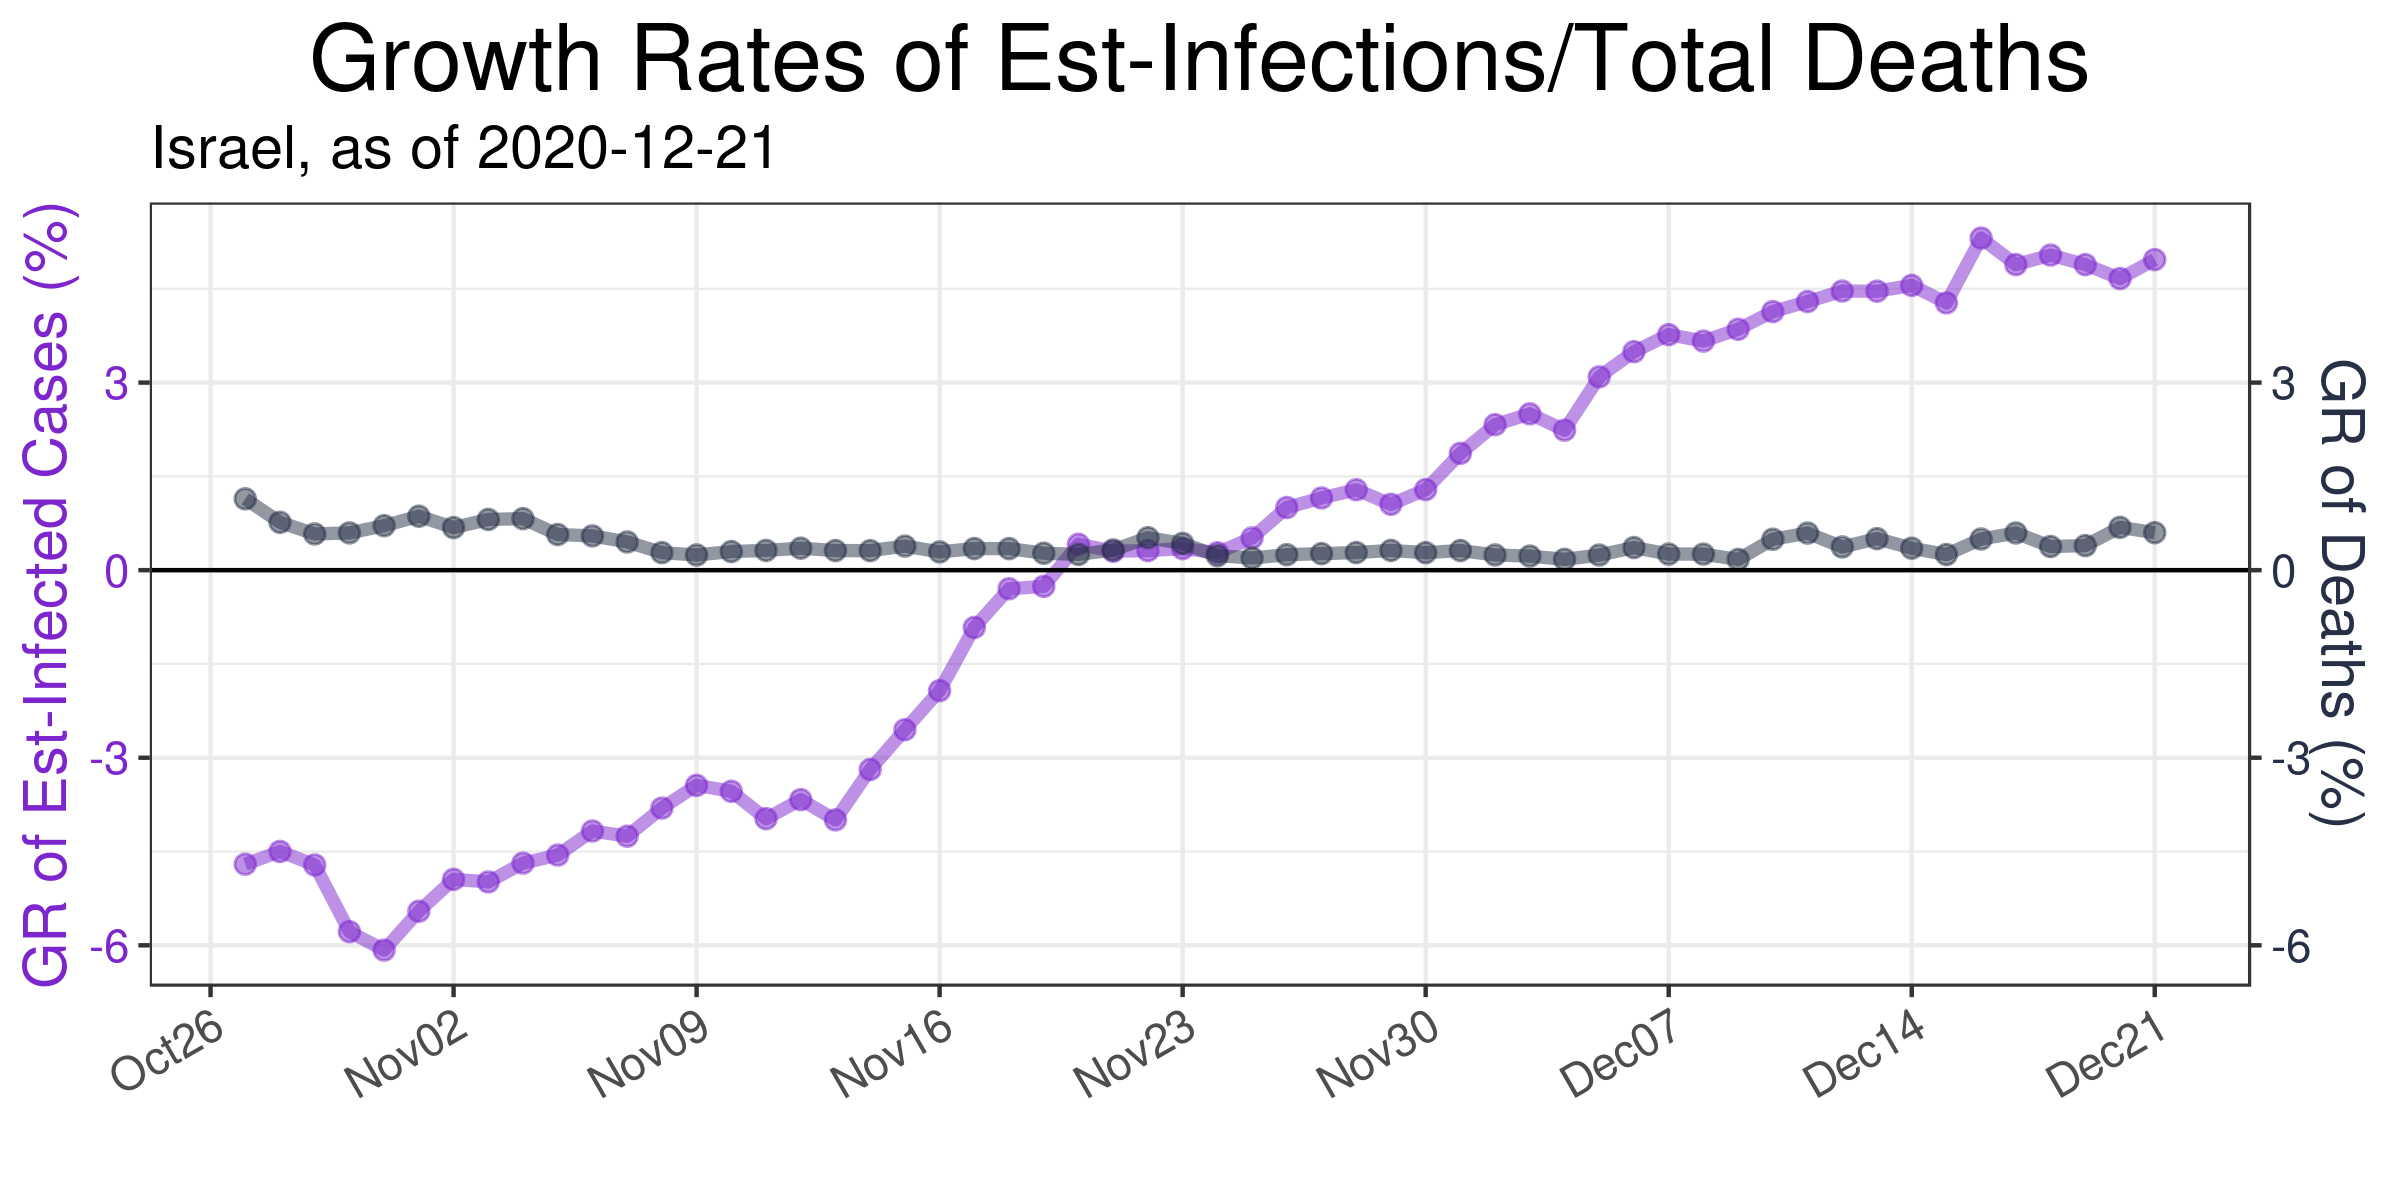 Growth Rates of Est-Infections/Total Deaths
Israel, as of 2020-12-21
GR of Est-Infected Cases (%)
3
0
-3
-6
3
0
-3
-6
GR of Deaths (%)
Oct26
Nov02
Nov09
Nov16
Nov23
Nov30
Dec07
Dec14
Dec21